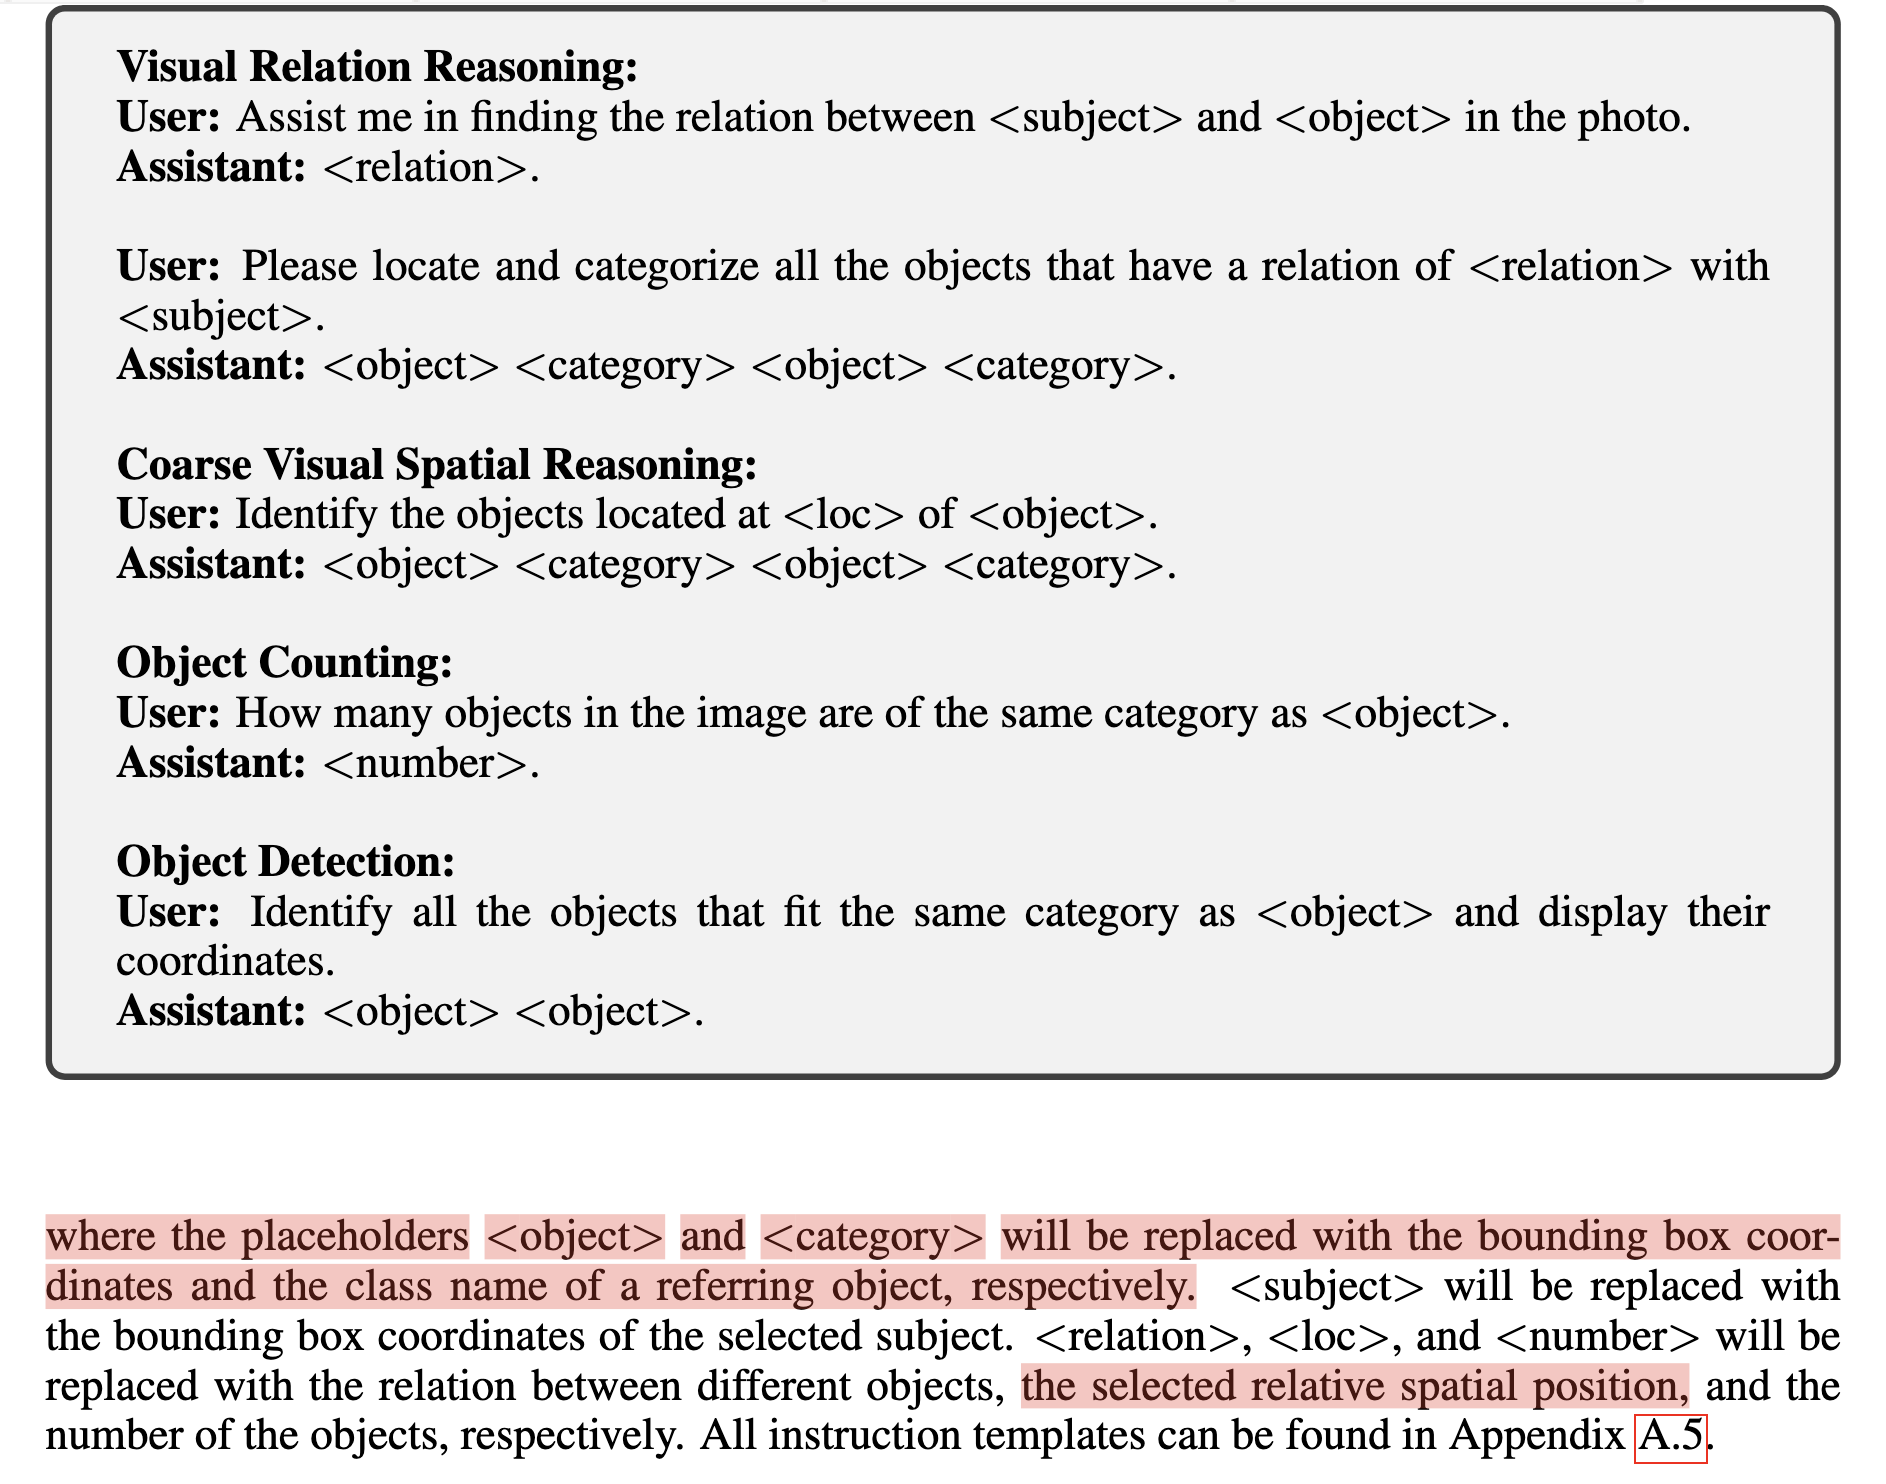 Visual Relation Reasoning:
User: Assist me in finding the relation between <subject> and <object> in the photo.
Assistant: <relation>.
User: Please locate and categorize all the objects that have a relation of <relation> with
<subject>.
Assistant: <object> <category> <object> <category>.
Coarse Visual Spatial Reasoning:
User: Identify the objects located at <loc> of <object>.
Assistant: <object> <category> <object> <category>.
Object Counting:
User: How many objects in the image are of the same category as <object>.
Assistant: <number>.
Object Detection:
User: Identify all the objects that fit the same category as <object> and display their
coordinates.
Assistant: <object> <object>.
where the placeholders <object> and <category> will be replaced with the bounding box coor-
dinates and the class name of a referring object, respectively. <subject> will be replaced with
the bounding box coordinates of the selected subject. <relation>, <loc>, and <number> will be
replaced with the relation between different objects, the selected relative spatial position, and the
number of the objects, respectively. All instruction templates can be found in Appendix A.5.